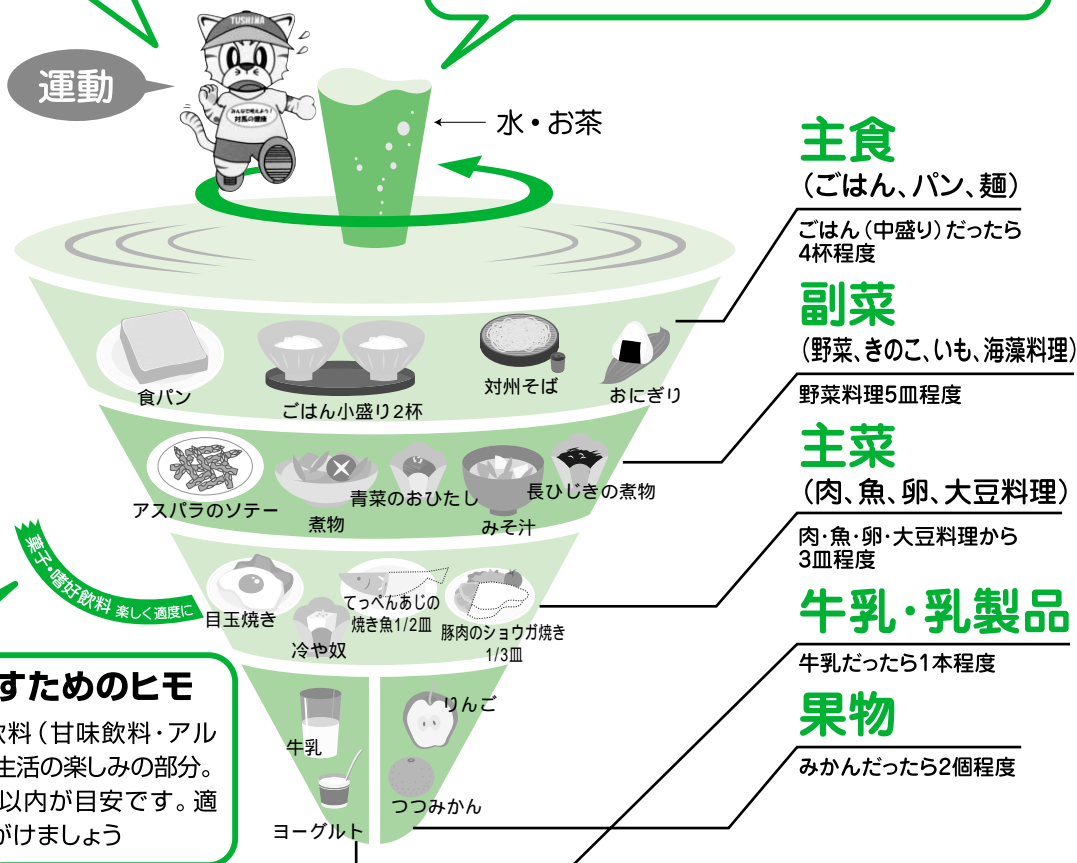 TUSHIMA
運動
みんなで考えよう!
対馬の健康
水・お茶
主食
(ごはん、パン、麺)
ごはん(中盛り)だったら
4杯程度
副菜
(野菜、きのこ、いも、海藻料理)
野菜料理5皿程度
主菜
(肉、魚、卵、大豆料理)
肉・魚・卵・大豆料理から
3皿程度
牛乳・乳製品
牛乳だったら1本程度
果物
みかんだったら2個程度
食パン
ごはん小盛り2杯
対州そば
おにぎり
アスパラのソテー
煮物
青菜のおひたし
みそ汁
長ひじきの煮物
菓子・嗜好飲料 楽しく適度に
目玉焼き
冷や奴
てっぺんあじの
焼き魚1/2皿
豚肉のショウガ焼き
1/3皿
牛乳
りんご
ヨーグルト
つつみかん
すためのヒモ
飲料(甘味飲料・アル
生活の楽しみの部分。
以内が目安です。適
がけましょう